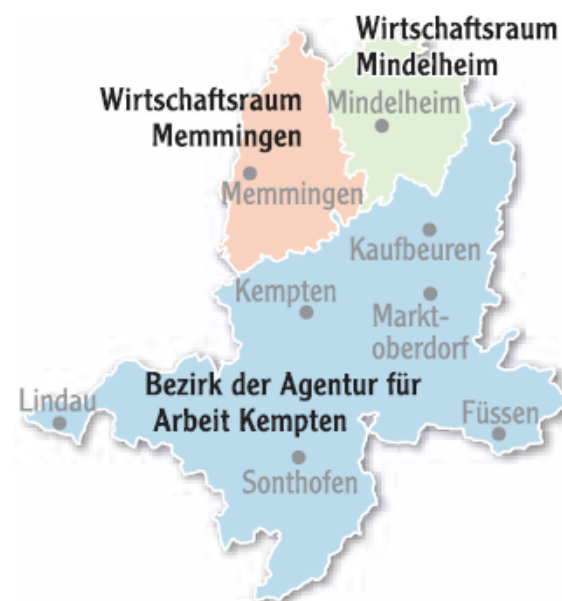 Wirtschaftsraum
Mindelheim
Mindelheim
Wirtschaftsraum
Memmingen
Memmingen
Kaufbeuren
Kempten
Markt-
oberdorf
Bezirk der Agentur für
Arbeit Kempten
Lindau
Füssen
Sonthofen